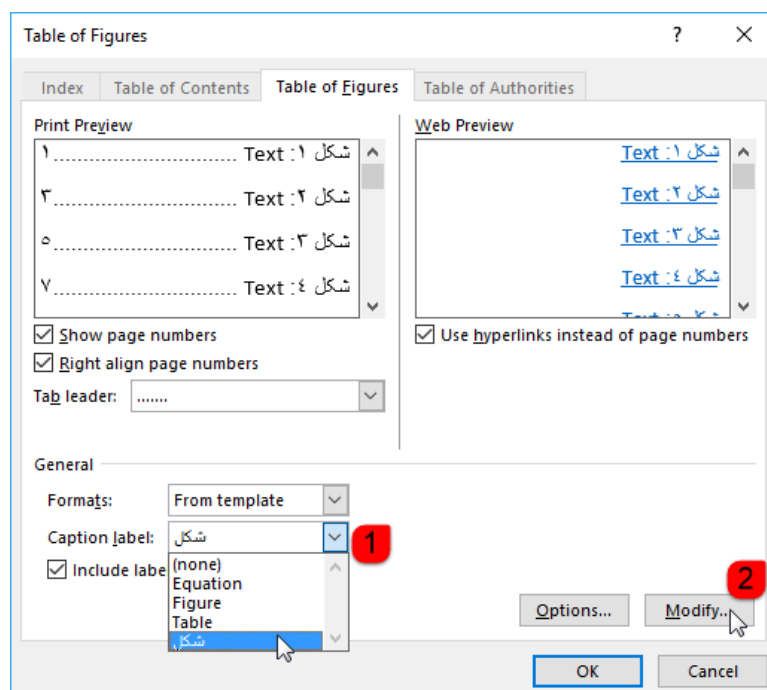 Table of Figures
Index Table of Contents Table of Figures Table of Authorities
Print Preview
شكل ١: Text ............................ ١
شكل ٢: Text ............................ ٣
شكل ٣: Text ............................ ٥
شكل ٤: Text ............................ ٧
Web Preview
شكل ١: Text
شكل ٢: Text
شكل ٣: Text
شكل ٤: Text
Show page numbers
Right align page numbers
Use hyperlinks instead of page numbers
Tab leader: .......
General
Formats: From template
Caption label: شكل
1
Include labe
(none)
Equation
Figure
Table
شكل
2
Options... Modify...
OK Cancel